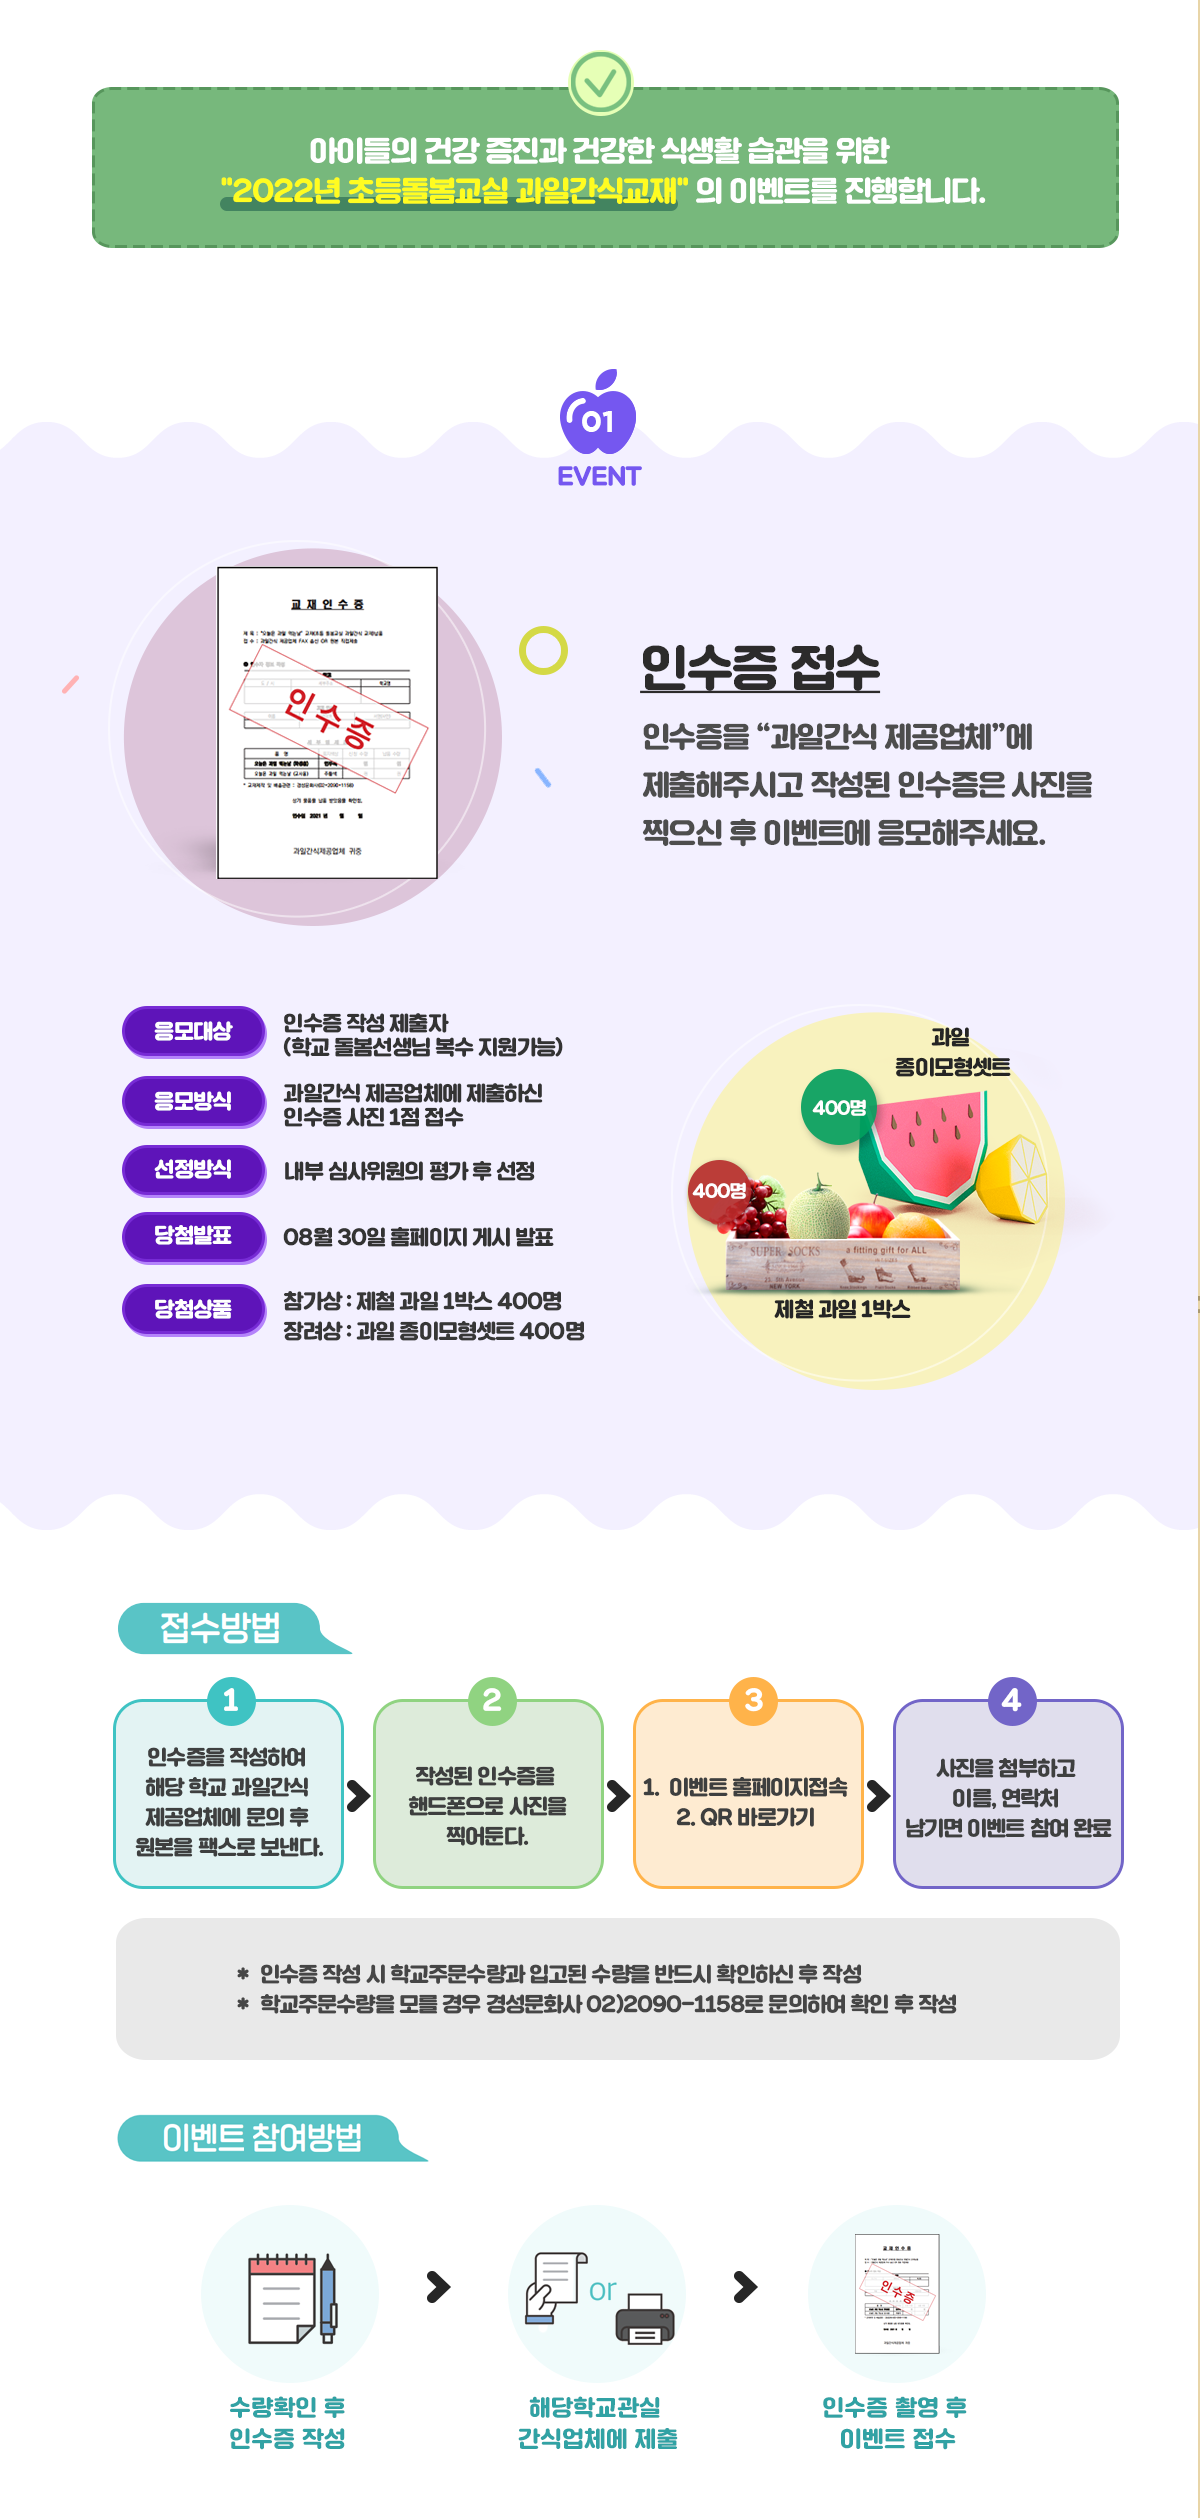 아이들의 건강 증진과 건강한 식생활 습관을 위한
"2022년 초등돌봄교실 과일간식교재" 의 이벤트를 진행합니다.
01
EVENT
교 재 인 수 증
인수증
과일간식제공업체 귀중
인수증 접수
인수증을 “과일간식 제공업체”에
제출해주시고 작성된 인수증은 사진을
찍으신 후 이벤트에 응모해주세요.
응모대상
인수증 작성 제출자
(학교 돌봄선생님 복수 지원가능)
응모방식
과일간식 제공업체에 제출하신
인수증 사진 1점 접수
선정방식
내부 심사위원의 평가 후 선정
당첨발표
08월 30일 홈페이지 게시 발표
당첨상품
참가상 : 제철 과일 1박스 400명
장려상 : 과일 종이모형셋트 400명
과일
종이모형셋트
400명
400명
SUPER SOCKS
a fitting gift for ALL
NEW YORK
제철 과일 1박스
접수방법
1
인수증을 작성하여
해당 학교 과일간식
제공업체에 문의 후
원본을 팩스로 보낸다.
2
작성된 인수증을
핸드폰으로 사진을
찍어둔다.
3
1. 이벤트 홈페이지접속
2. QR 바로가기
4
사진을 첨부하고
이름, 연락처
남기면 이벤트 참여 완료
* 인수증 작성 시 학교주문수량과 입고된 수량을 반드시 확인하신 후 작성
* 학교주문수량을 모를 경우 경성문화사 02)2090-1158로 문의하여 확인 후 작성
이벤트 참여방법
or
교 재 인 수 증
인수증
수량확인 후
인수증 작성
해당학교관실
간식업체에 제출
인수증 촬영 후
이벤트 접수